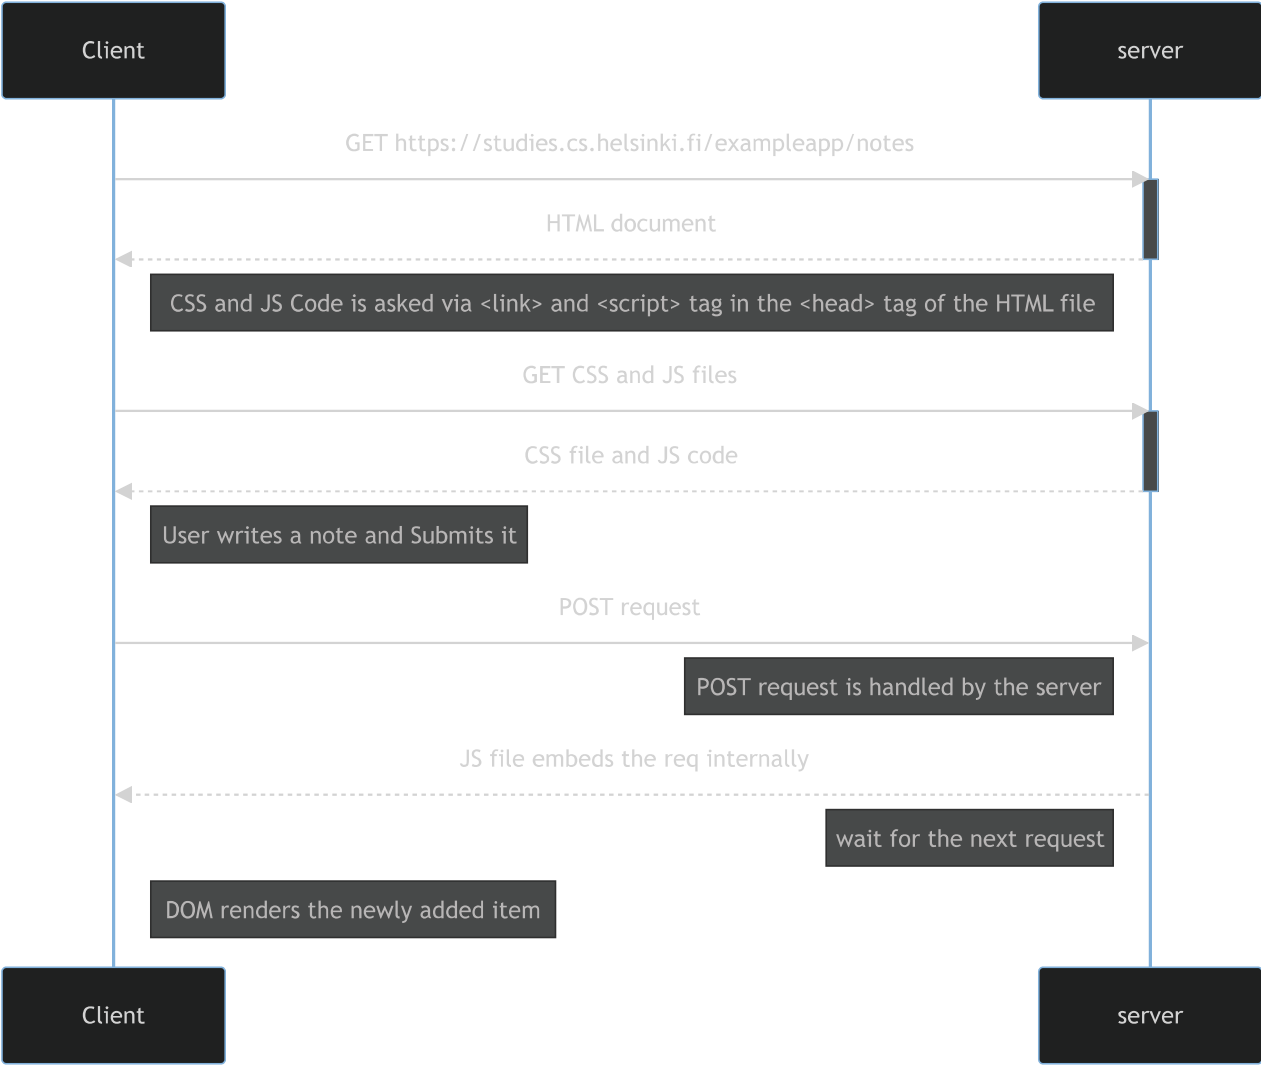 Client
server
GET https://studies.cs.helsinki.fi/exampleapp/notes
HTML document
CSS and JS Code is asked via <link> and <script> tag in the <head> tag of the HTML file
GET CSS and JS files
CSS file and JS code
User writes a note and Submits it
POST request
POST request is handled by the server
JS file embeds the req internally
wait for the next request
DOM renders the newly added item
Client
server